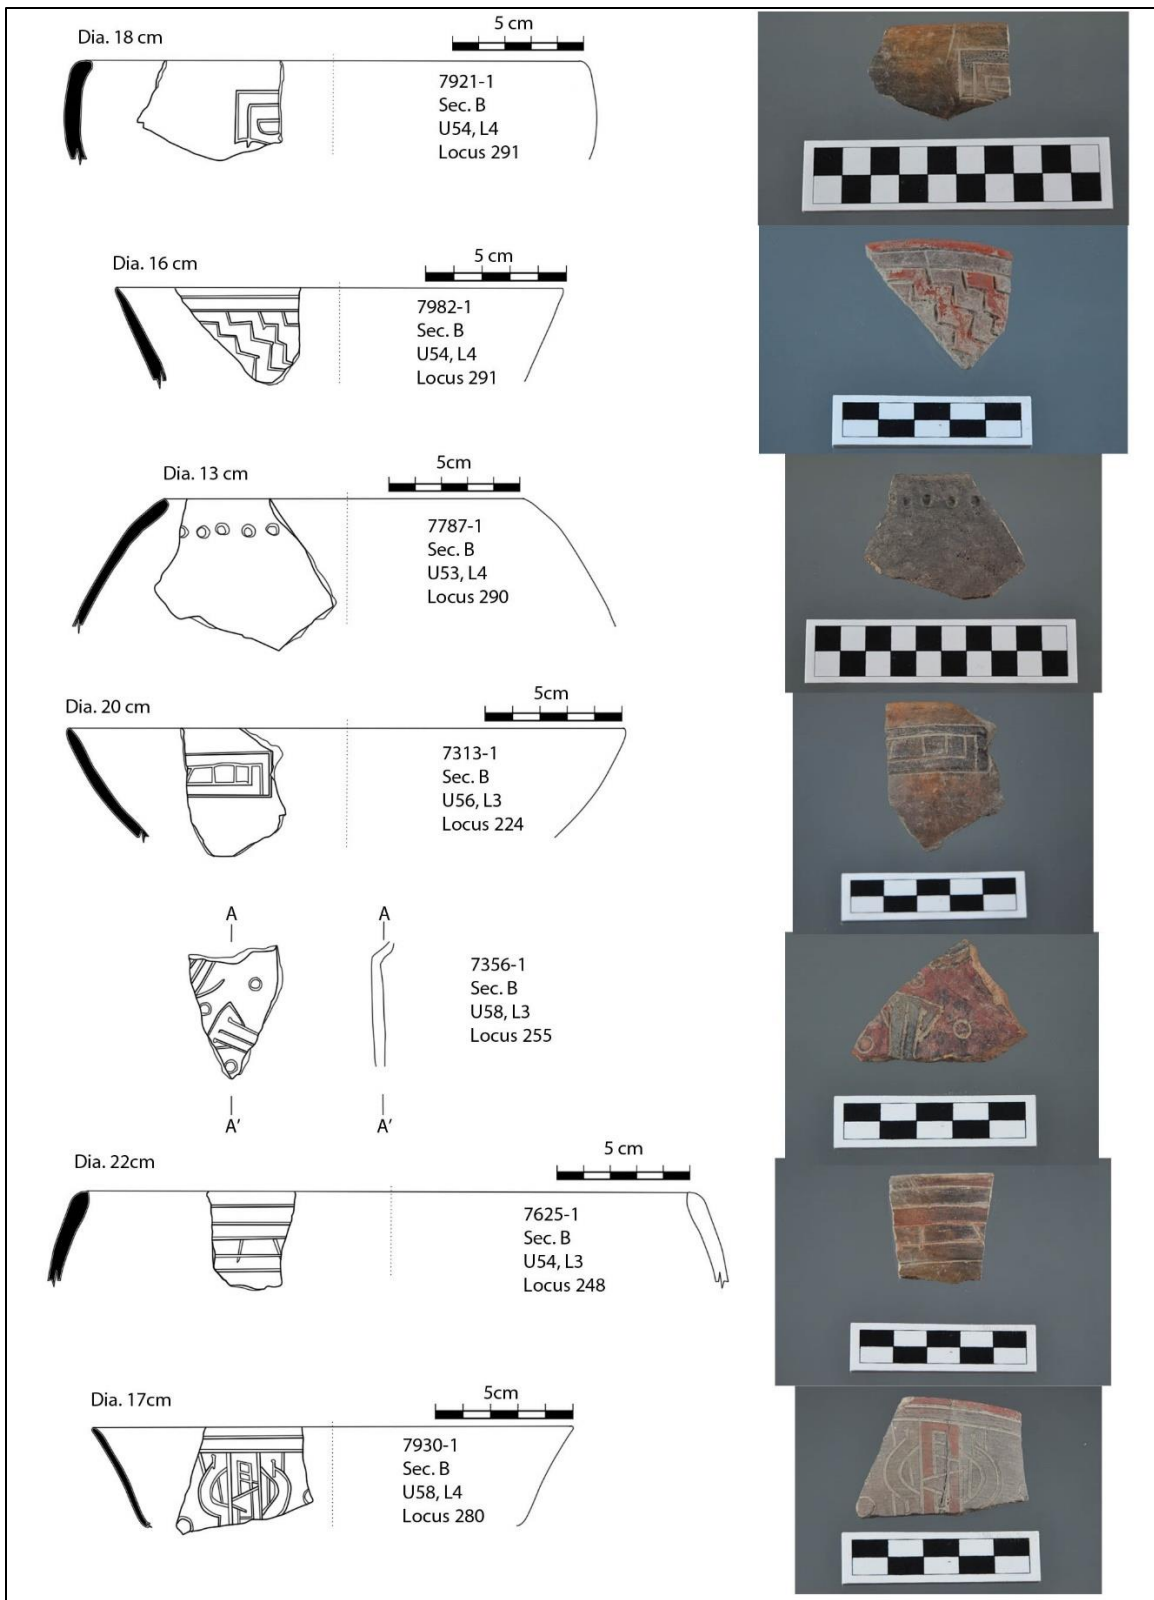 Dia. 18 cm
5 cm
7921-1
Sec. B
U54, L4
Locus 291
Dia. 16 cm
5 cm
7982-1
Sec. B
U54, L4
Locus 291
Dia. 13 cm
5cm
7787-1
Sec. B
U53, L4
Locus 290
Dia. 20 cm
5cm
7313-1
Sec. B
U56, L3
Locus 224
A
A
7356-1
Sec. B
U58, L3
Locus 255
A'
A'
Dia. 22cm
5 cm
7625-1
Sec. B
U54, L3
Locus 248
Dia. 17cm
5cm
7930-1
Sec. B
U58, L4
Locus 280